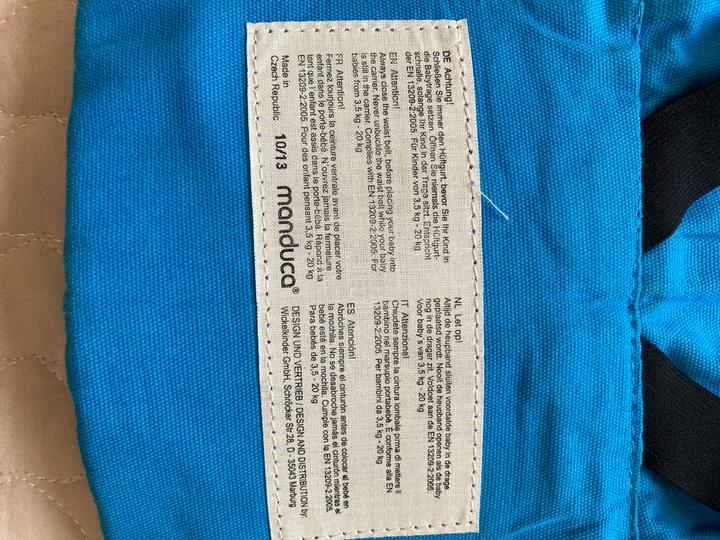 DE Achtung!
Schließen Sie immer den Hüftgurt, bevor Sie Ihr Kind in
die Babytrage setzen. Öffnen Sie niemals die Hüftgurt-
schnalle, solange Ihr Kind in der Trage sitzt. Entspricht
der EN 13209-2:2005. Für Kinder von 3,5 kg - 20 kg
EN Attention!
Always close the waist belt, before placing your baby into
the carrier. Never unbuckle the waist belt while your baby
is still in the carrier. Complies with EN 13209-2:2005. For
babies from 3,5 kg - 20 kg
FR Attention!
Fermez toujours la ceinture ventrale avant de placer votre
enfant dans le porte-bébé. N'ouvrez jamais la fermeture
tant que l'enfant est assis dans le porte-bébé. Répond à la
EN 13209-2:2005. Pour des enfant pensant 3,5 kg - 20 kg
Made in
Czech Republic 10/13 manduca®
NL Let op!
Altijd de heupband sluiten voordat de baby in de drage
geplaatsd wordt. Nooit de heupband openen als de baby
nog in de drager zit. Voldoet aan de EN 13209-2:2005
Voor baby's van 3,5 kg - 20 kg
IT Attenzione!
Chiudete sempre la cintura lombale prima di mettere il
bambino nel marsupio portabebé. È conforme alla EN
13209-2:2005. Per bambini da 3,5 kg - 20 kg
ES Atención!
Abróches siempre el cinturón antes de colocar al bebé en
la mochila. No se desabroche jamás el cinturón mientras el
bebé esté en la mochila. Cumple con la EN 13209-2:2005.
Para bebés de 3,5 - 20 kg
DESIGN UND VERTRIEB / DESIGN AND DISTRIBUTION by:
Wickelkinder GmbH, Schröcker Str.28, D - 35043 Marburg